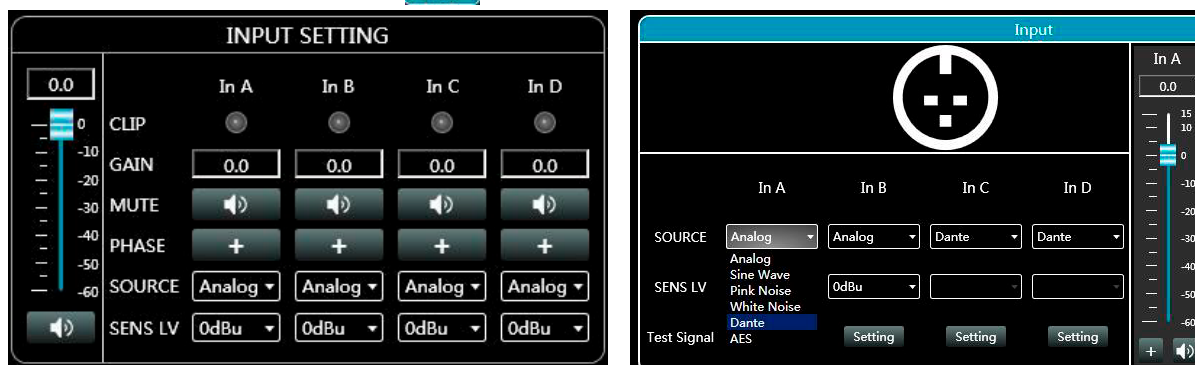 INPUT SETTING
0.0
In A In B In C In D
0 CLIP
-10
GAIN 0.0 0.0 0.0 0.0
-20
-30 MUTE
-40
PHASE + + + +
-50
-60 SOURCE Analog Analog Analog Analog
SENS LV 0dBu 0dBu 0dBu 0dBu
Input
In A
0.0
15
10
0
-10
-20
-30
-40
-50
-60
+
In A In B In C In D
SOURCE Analog Analog Dante Dante
Analog
Sine Wave
SENS LV Pink Noise 0dBu
White Noise
Dante
Test Signal AES Setting Setting Setting